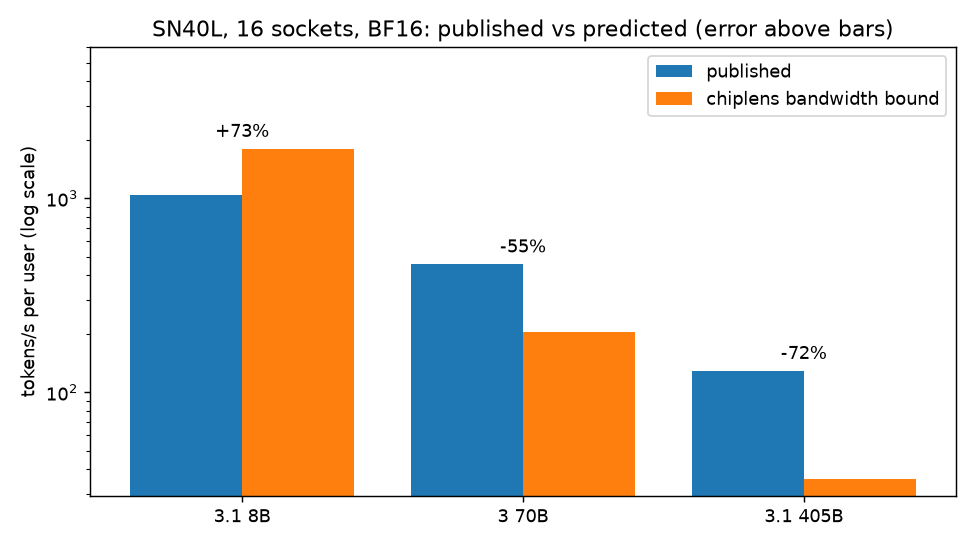 SN40L, 16 sockets, BF16: published vs predicted (error above bars)
published
chiplens bandwidth bound
+73%
-55%
-72%
tokens/s per user (log scale)
10³
10²
3.1 8B
3 70B
3.1 405B